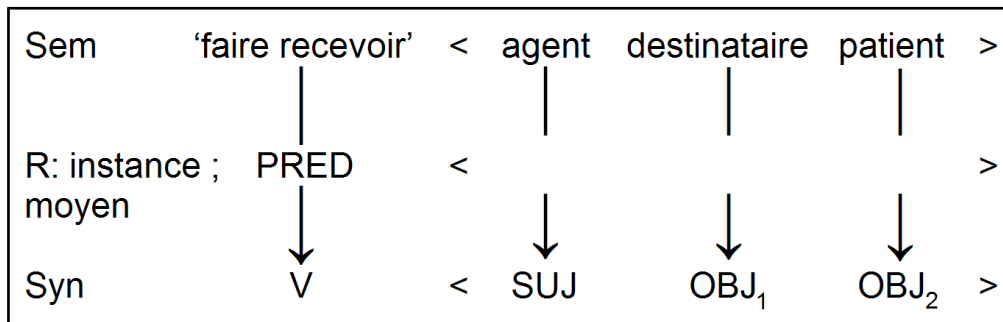 Sem ‘faire recevoir’ < agent destinataire patient >
R: instance ; PRED < >
moyen
Syn V < SUJ OBJ₁ OBJ₂ >